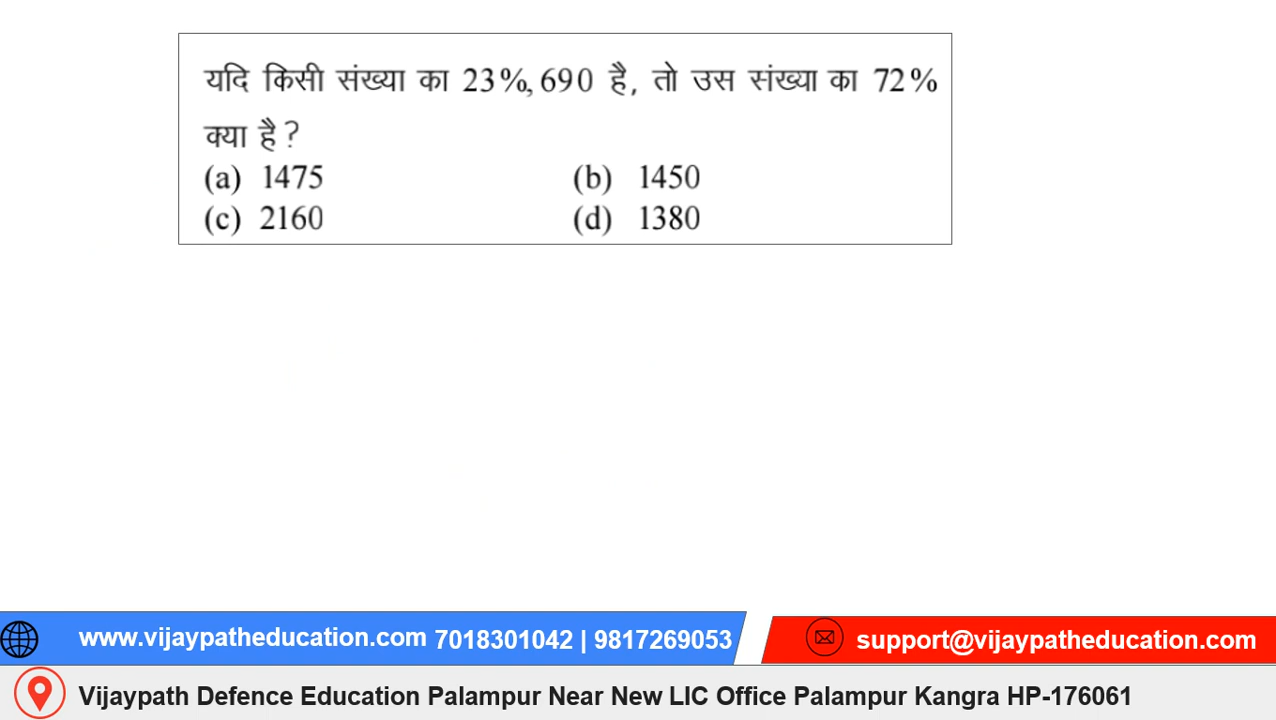 यदि किसी संख्या का 23%, 690 है, तो उस संख्या का 72%
क्या है?
(a) 1475 (b) 1450
(c) 2160 (d) 1380
www.vijaypatheducation.com 7018301042 | 9817269053 support@vijaypatheducation.com
Vijaypath Defence Education Palampur Near New LIC Office Palampur Kangra HP-176061